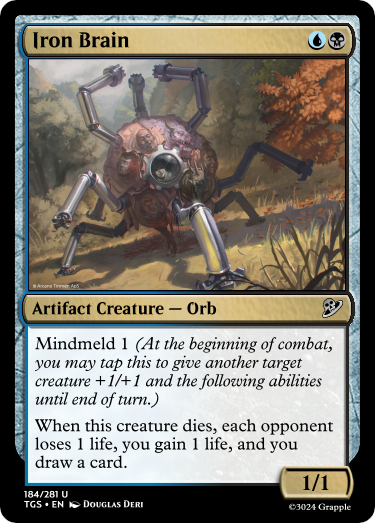 Iron Brain
Artifact Creature — Orb
Mindmeld 1 (At the beginning of combat,
you may tap this to give another target
creature +1/+1 and the following abilities
until end of turn.)
When this creature dies, each opponent
loses 1 life, you gain 1 life, and you
draw a card.
1/1
184/281 U
TGS • EN Douglas Deri
©3024 Grapple